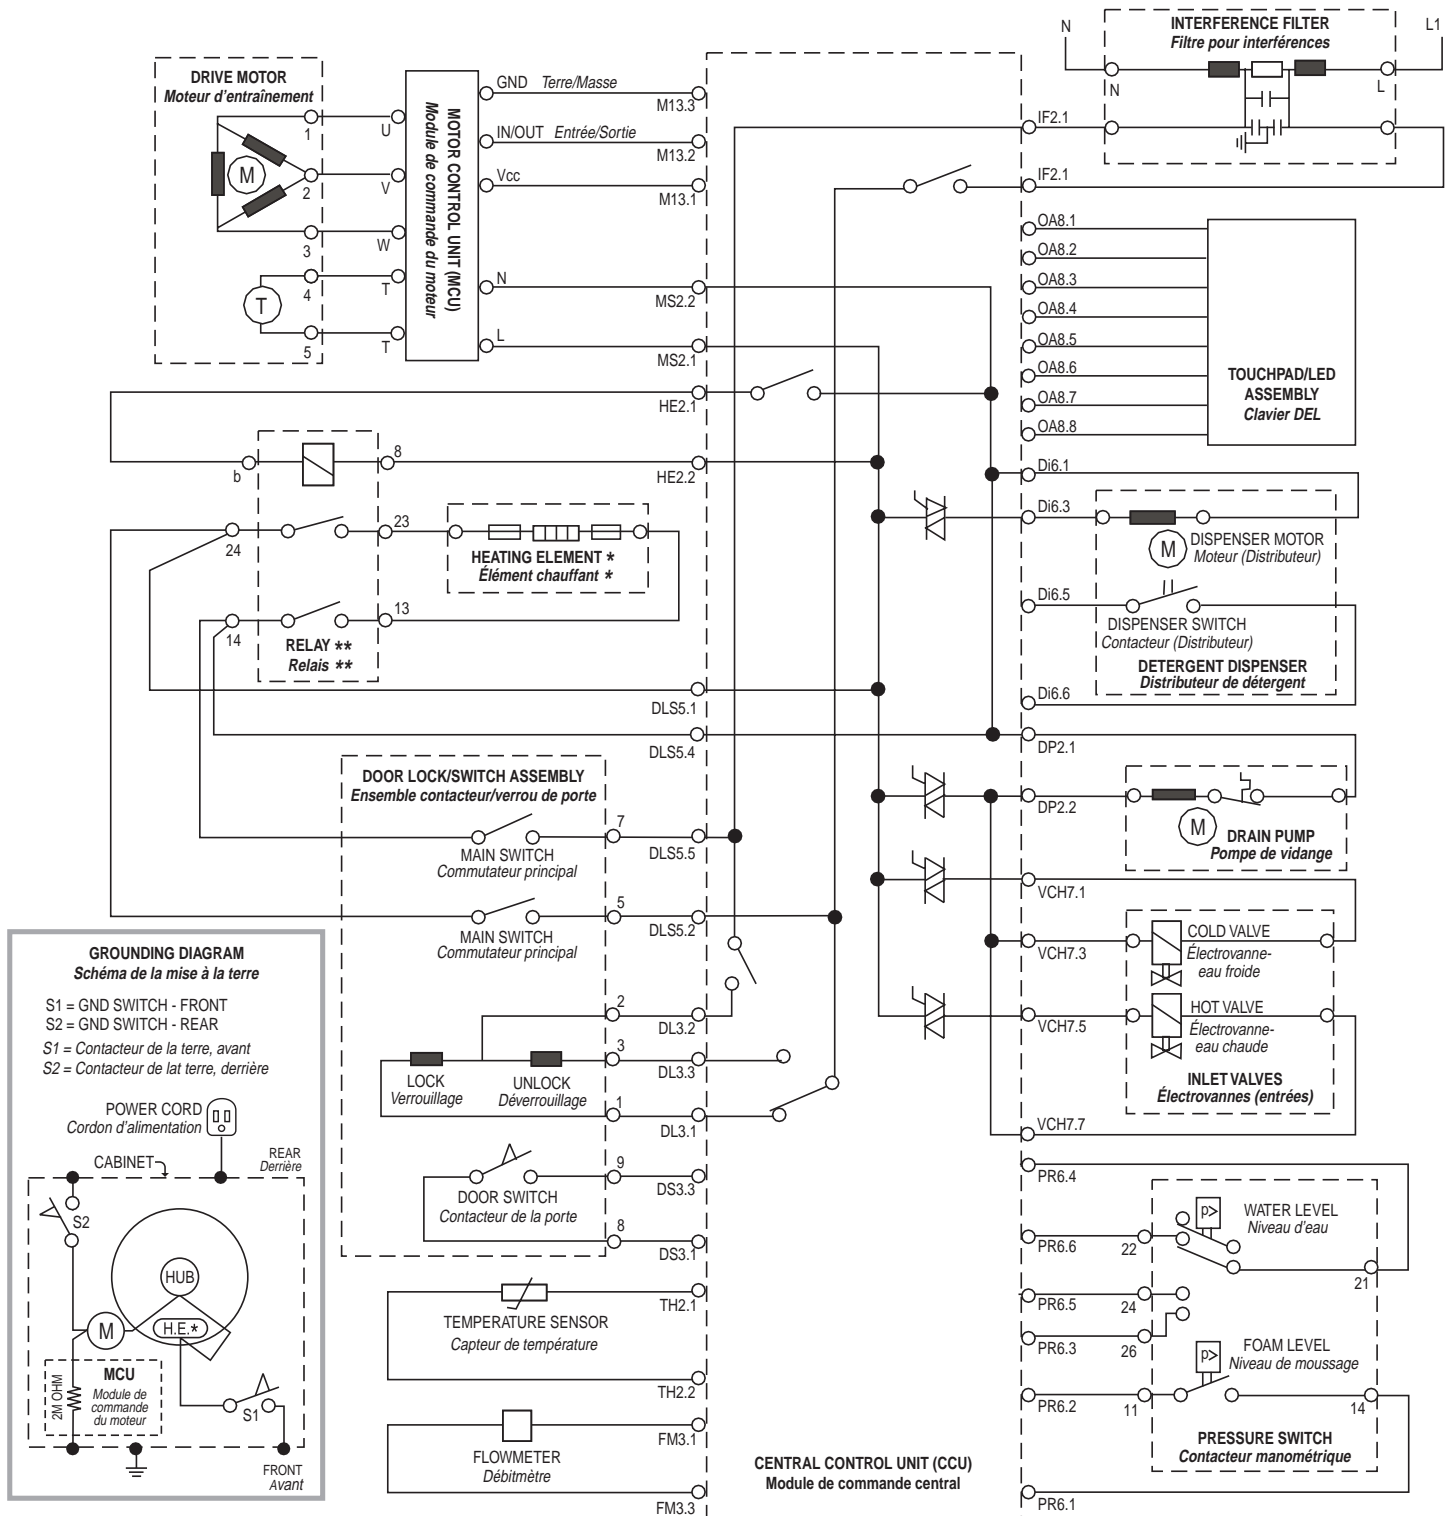 N
INTERFERENCE FILTER
Filtre pour interférences
L1
N
L
IF2.1
IF2.1
DRIVE MOTOR
Moteur d'entraînement
1
M
2
3
4
T
5
U
V
W
T
T
MOTOR CONTROL UNIT (MCU)
Module de commande du moteur
GND Terre/Masse
M13.3
IN/OUT Entrée/Sortie
M13.2
Vcc
M13.1
N
MS2.2
L
MS2.1
HE2.1
HE2.2
OA8.1
OA8.2
OA8.3
OA8.4
OA8.5
OA8.6
OA8.7
OA8.8
TOUCHPAD/LED
ASSEMBLY
Clavier DEL
b
8
24
23
14
13
RELAY **
Relais **
HEATING ELEMENT *
Élément chauffant *
DLS5.1
DLS5.4
Di6.1
Di6.3
Di6.5
Di6.6
M
DISPENSER MOTOR
Moteur (Distributeur)
DISPENSER SWITCH
Contacteur (Distributeur)
DETERGENT DISPENSER
Distributeur de détergent
DP2.1
DP2.2
M
DRAIN PUMP
Pompe de vidange
DOOR LOCK/SWITCH ASSEMBLY
Ensemble contacteur/verrou de porte
7
DLS5.5
MAIN SWITCH
Commutateur principal
5
DLS5.2
MAIN SWITCH
Commutateur principal
2
DL3.2
3
DL3.3
LOCK
Verrouillage
UNLOCK
Déverrouillage
1
DL3.1
9
DS3.3
DOOR SWITCH
Contacteur de la porte
8
DS3.1
VCH7.1
VCH7.3
VCH7.5
VCH7.7
COLD VALVE
Électrovanne-
eau froide
HOT VALVE
Électrovanne-
eau chaude
INLET VALVES
Électrovannes (entrées)
TH2.1
TEMPERATURE SENSOR
Capteur de température
TH2.2
FM3.1
FLOWMETER
Débitmètre
FM3.3
PR6.4
PR6.6
22
PR6.5
24
PR6.3
26
PR6.2
11
PR6.1
p>
WATER LEVEL
Niveau d'eau
21
p>
FOAM LEVEL
Niveau de moussage
14
PRESSURE SWITCH
Contacteur manométrique
CENTRAL CONTROL UNIT (CCU)
Module de commande central
GROUNDING DIAGRAM
Schéma de la mise à la terre
S1 = GND SWITCH - FRONT
S2 = GND SWITCH - REAR
S1 = Contacteur de la terre, avant
S2 = Contacteur de lat terre, derrière
POWER CORD
Cordon d'alimentation
CABINET
REAR
Derrière
S2
HUB
H.E.*
M
MCU
Module de
commande
du moteur
2M OHM
S1
FRONT
Avant